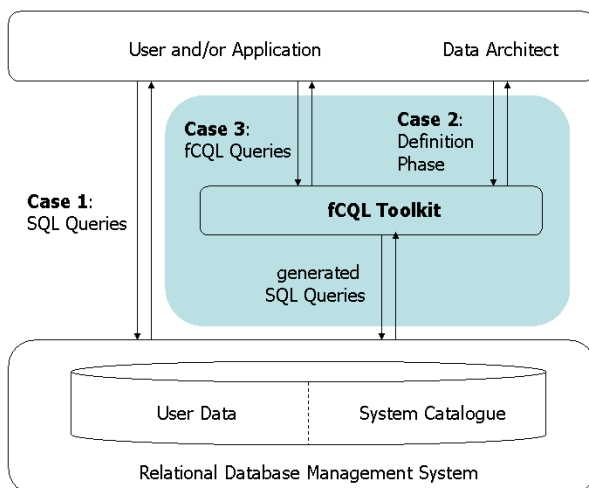 User and/or Application
Data Architect
Case 3:
fCQL Queries
Case 2:
Definition
Phase
Case 1:
SQL Queries
fCQL Toolkit
generated
SQL Queries
User Data
System Catalogue
Relational Database Management System